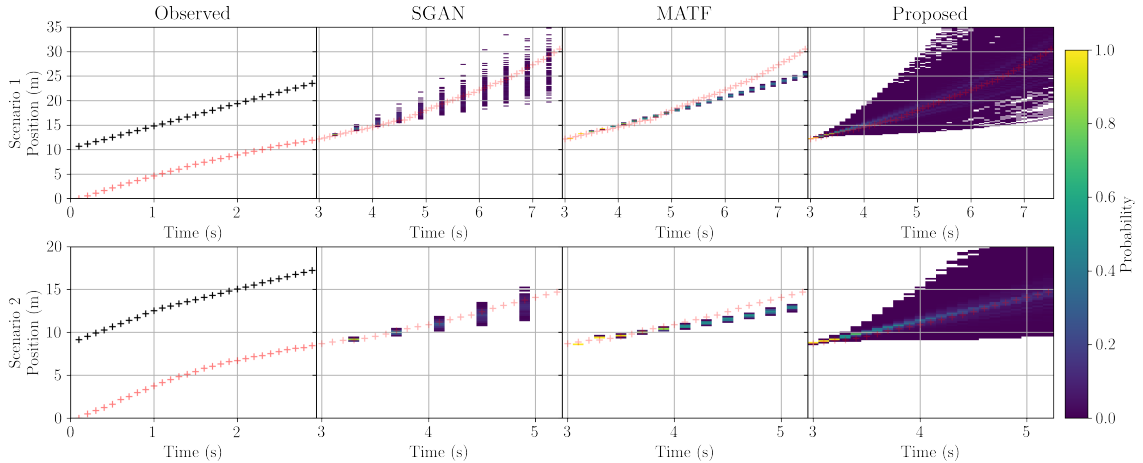 Observed SGAN MATF Proposed
Scenario 1
Position (m)
35
30
25
20
15
10
5
0
0 1 2 3 4 5 6 7 3 4 5 6 7 3 4 5 6 7
Time (s) Time (s) Time (s) Time (s)
Scenario 2
Position (m)
20
15
10
5
0
0 1 2 3 4 5 3 4 5 3 4 5
Time (s) Time (s) Time (s) Time (s)
1.0
0.8
0.6
0.4
0.2
0.0
Probability